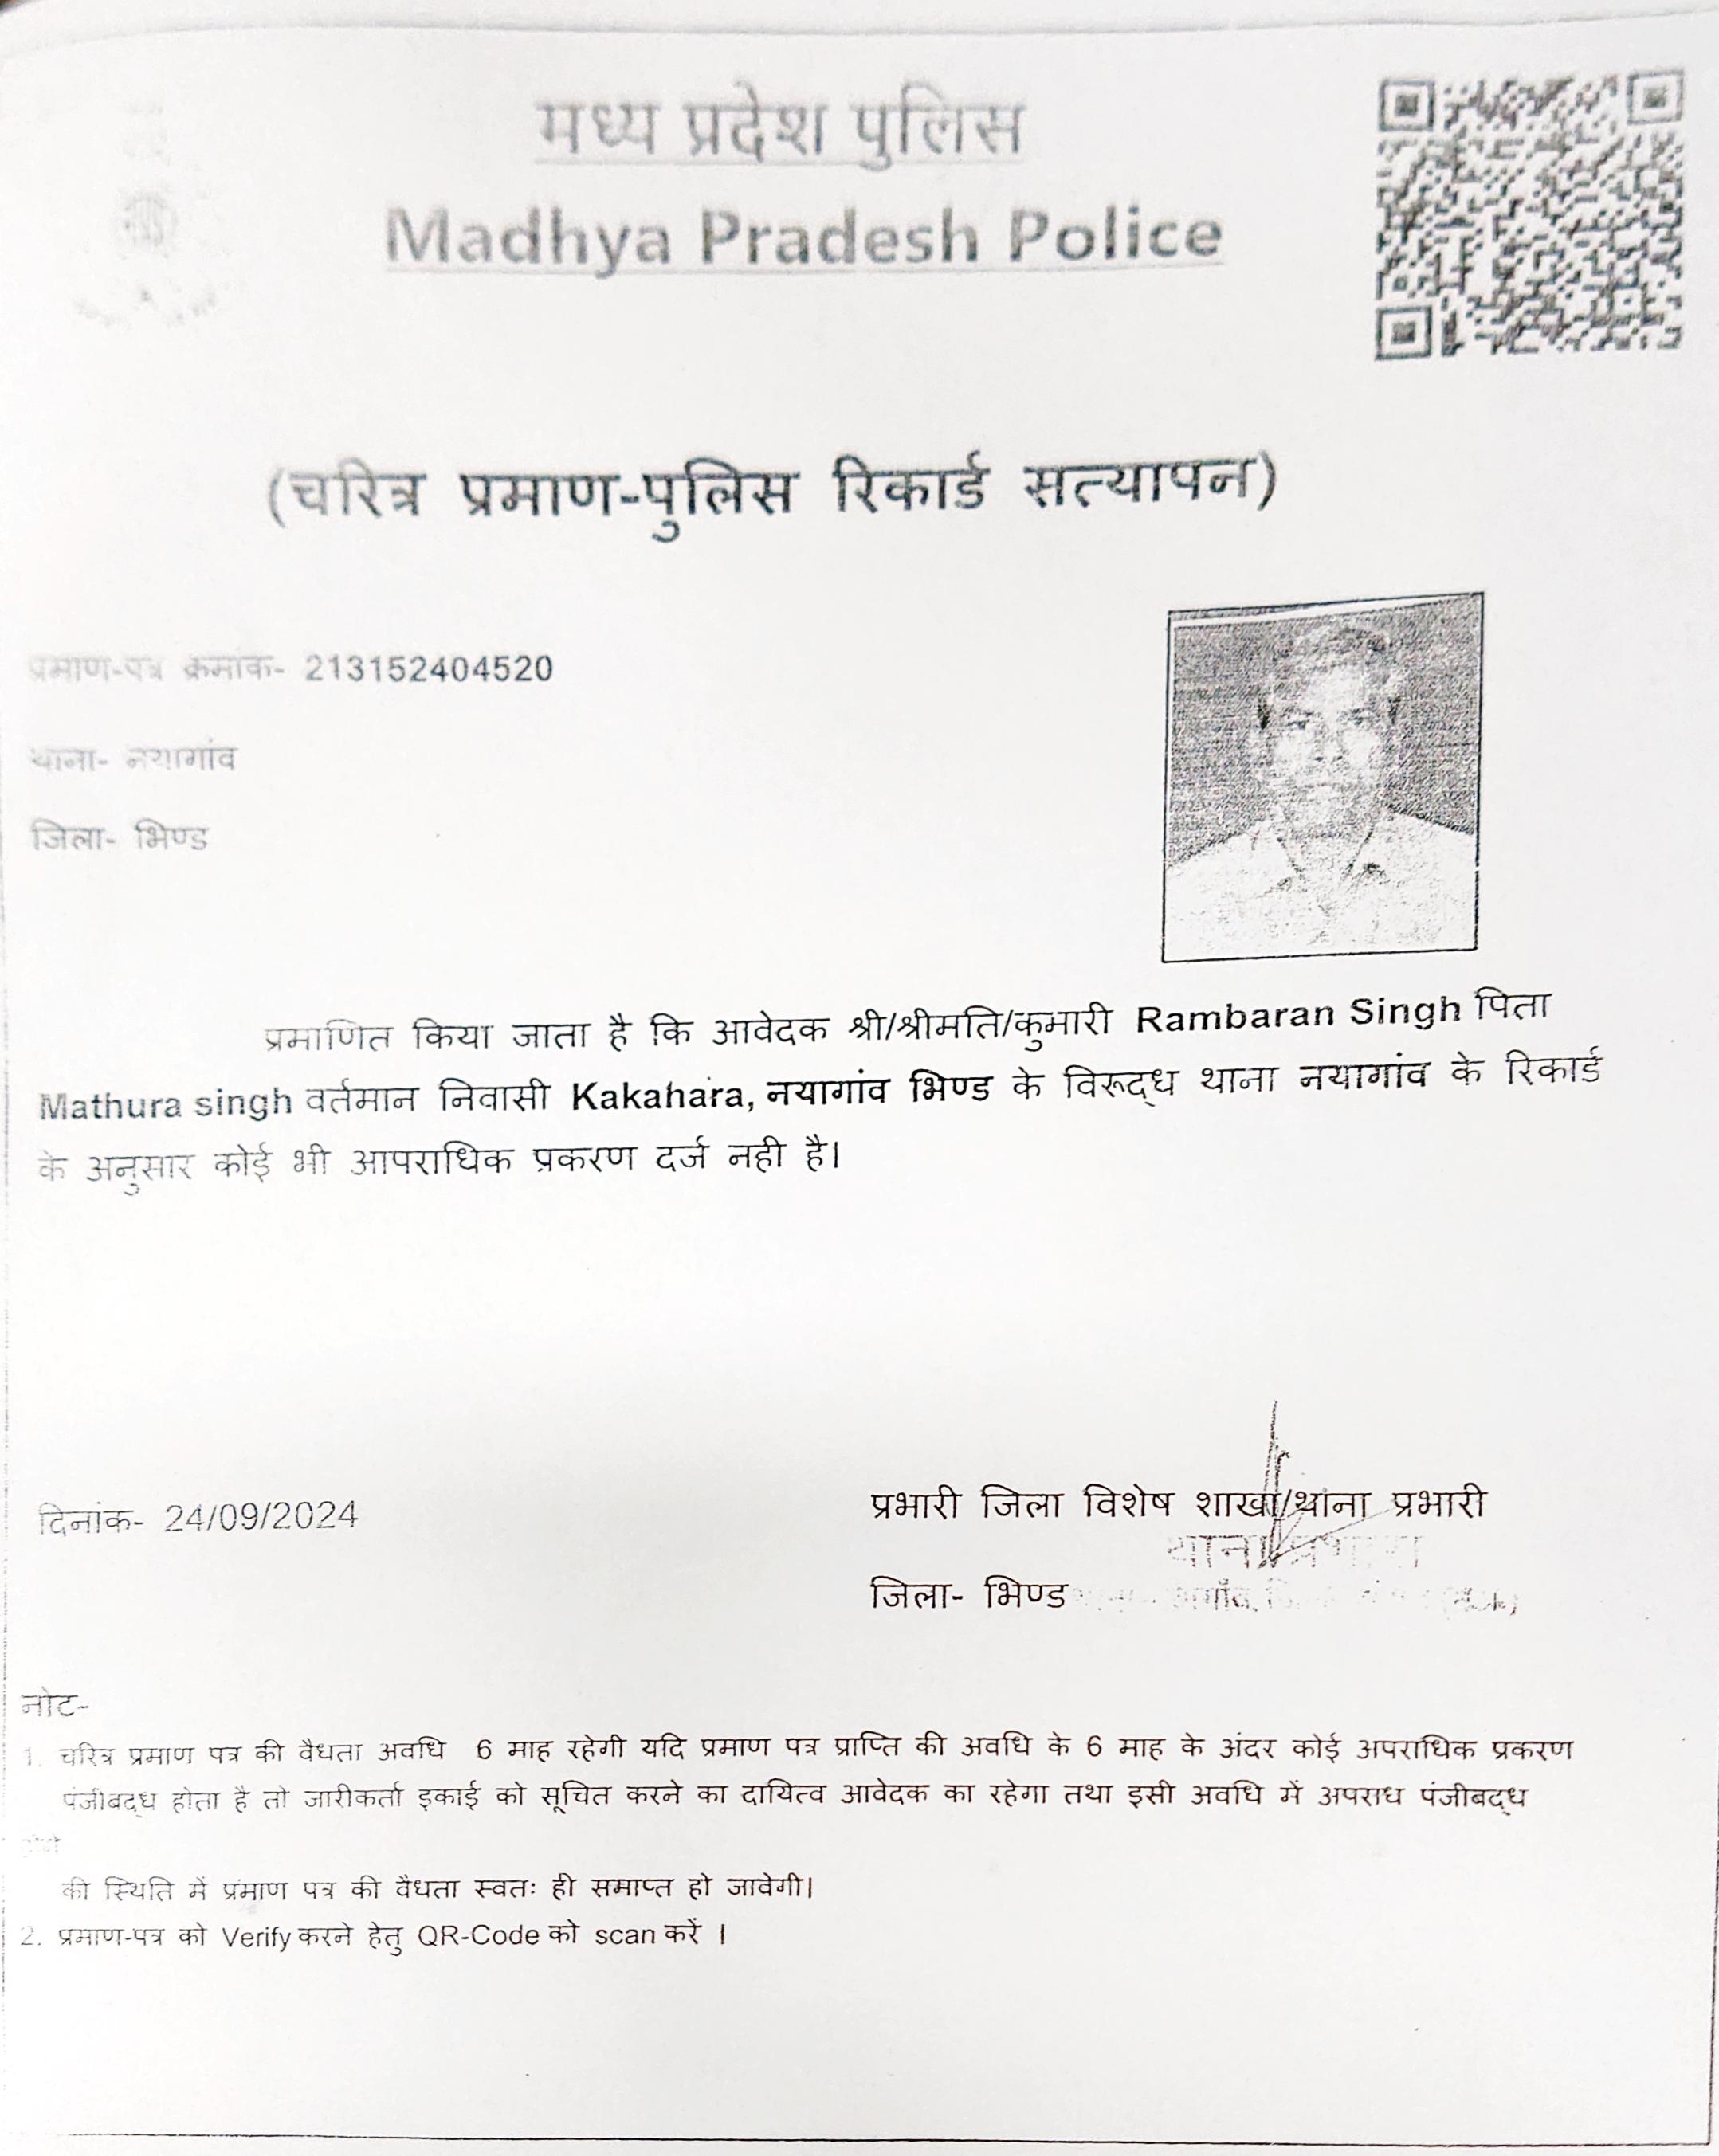 मध्य प्रदेश पुलिस
Madhya Pradesh Police
(चरित्र प्रमाण-पुलिस रिकार्ड सत्यापन)
प्रमाण-पत्र क्रमांक- 213152404520
थाना- नयागांव
जिला- भिण्ड
प्रमाणित किया जाता है कि आवेदक श्री/श्रीमति/कुमारी Rambaran Singh पिता
Mathura singh वर्तमान निवासी Kakahara, नयागांव भिण्ड के विरूद्ध थाना नयागांव के रिकार्ड
के अनुसार कोई भी आपराधिक प्रकरण दर्ज नही है।
दिनांक- 24/09/2024
प्रभारी जिला विशेष शाखा/थाना प्रभारी
थाना प्रभारी
जिला- भिण्ड
नोट-
1. चरित्र प्रमाण पत्र की वैधता अवधि 6 माह रहेगी यदि प्रमाण पत्र प्राप्ति की अवधि के 6 माह के अंदर कोई अपराधिक प्रकरण
पंजीबद्ध होता है तो जारीकर्ता इकाई को सूचित करने का दायित्व आवेदक का रहेगा तथा इसी अवधि में अपराध पंजीबद्ध
की स्थिति में प्रमाण पत्र की वैधता स्वतः ही समाप्त हो जावेगी।
2. प्रमाण-पत्र को Verify करने हेतु QR-Code को scan करें ।